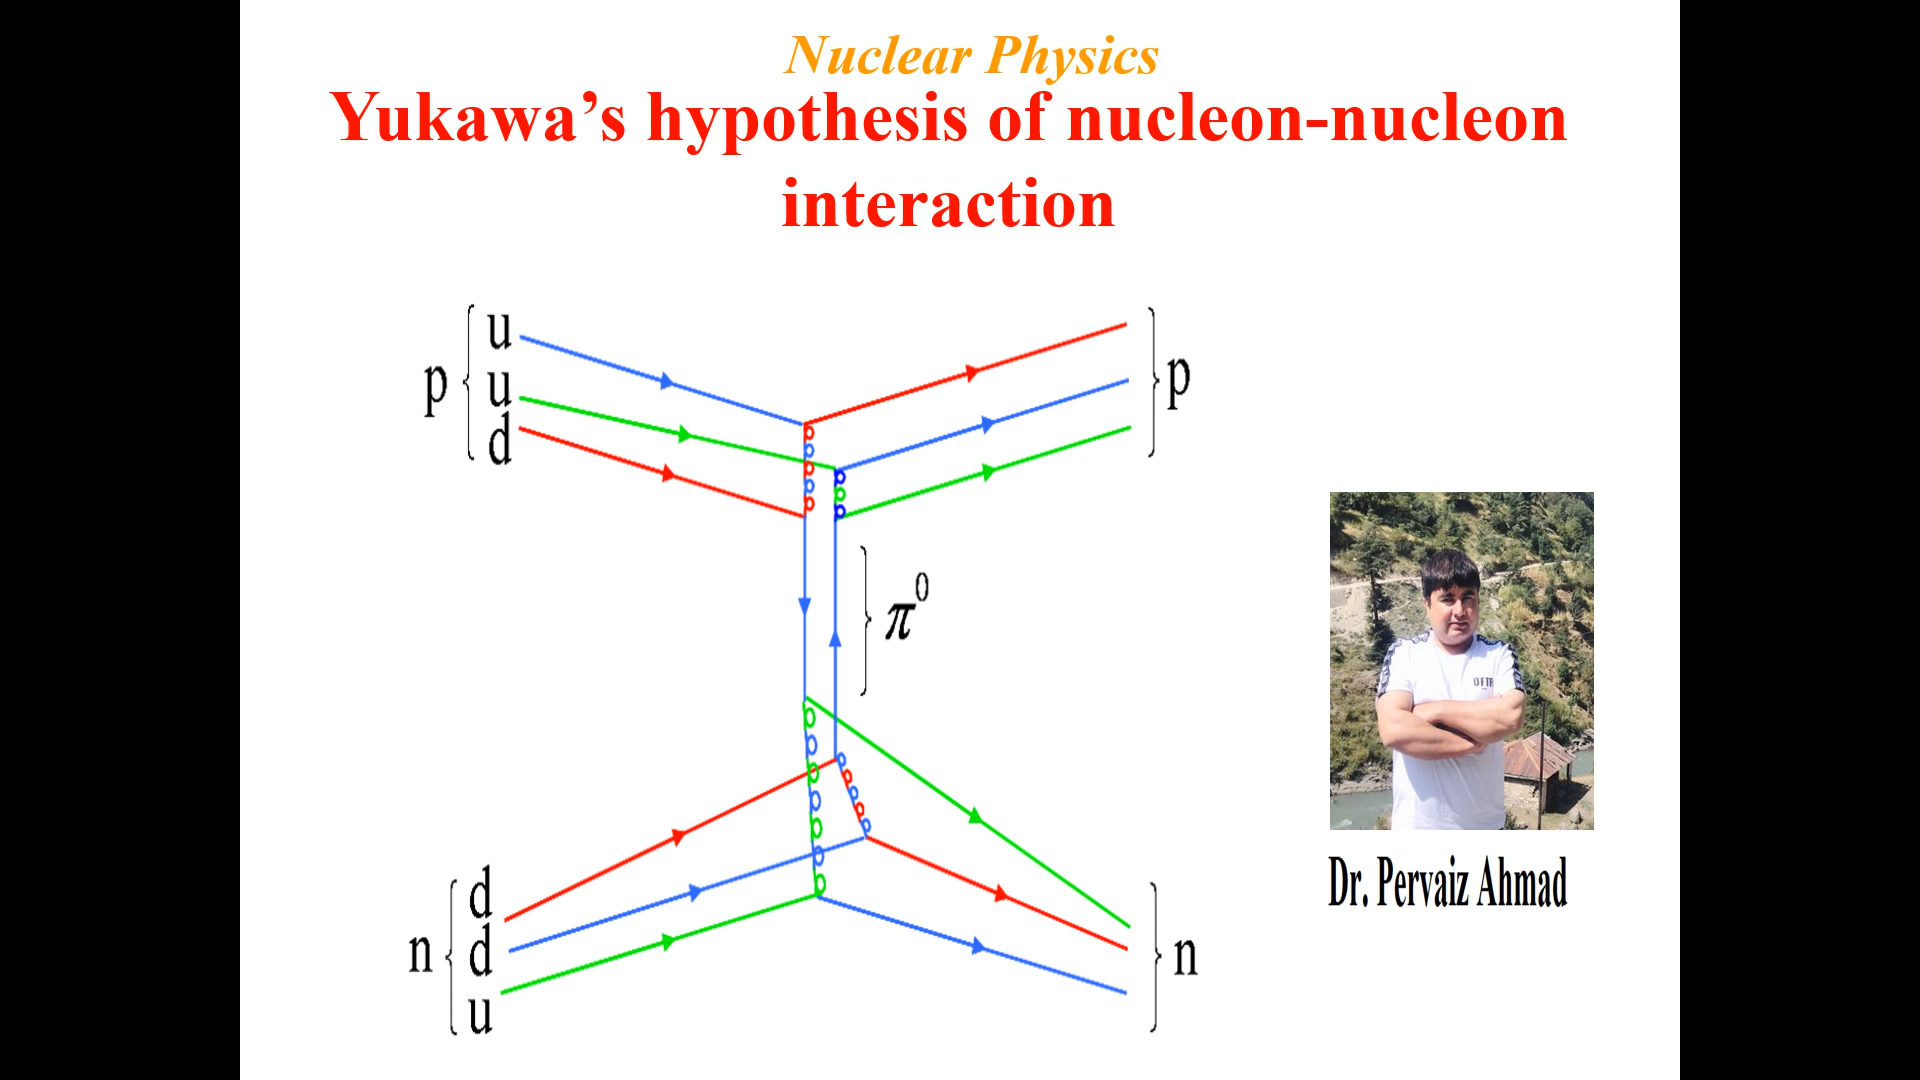 Nuclear Physics
Yukawa’s hypothesis of nucleon-nucleon
interaction
p
u
u
d
p
π⁰
n
d
d
u
n
Dr. Pervaiz Ahmad